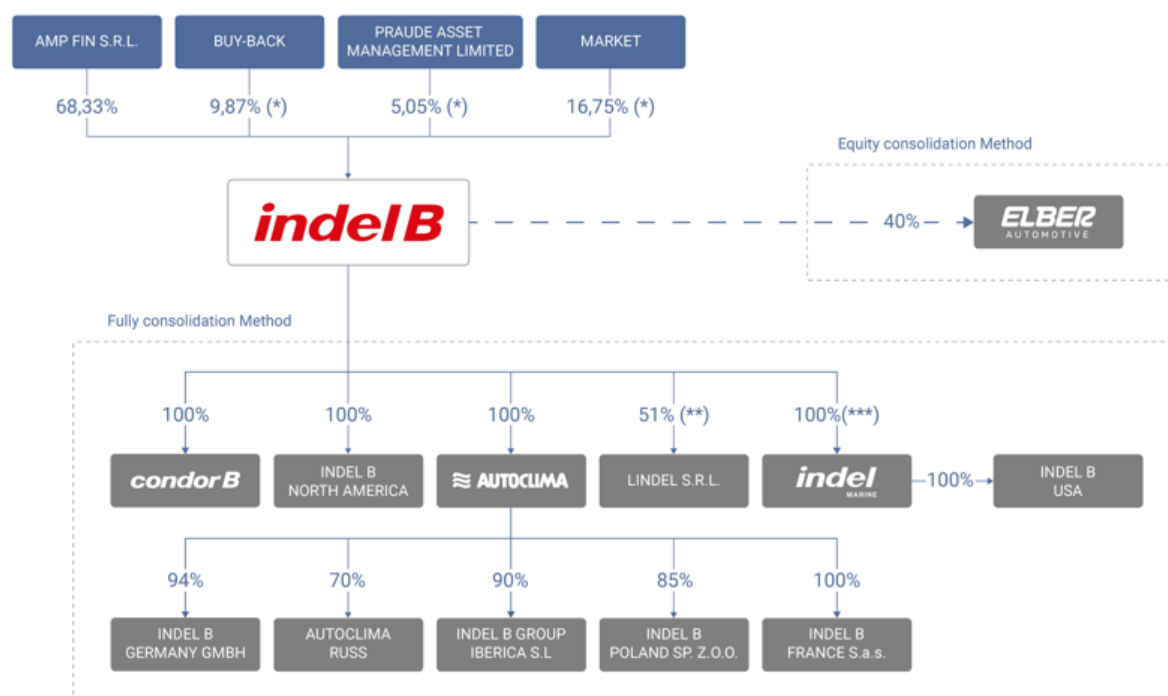 AMP FIN S.R.L.
BUY-BACK
PRAUDE ASSET
MANAGEMENT LIMITED
MARKET
68,33%
9,87% (*)
5,05% (*)
16,75% (*)
Equity consolidation Method
indel B
40%
ELBER
AUTOMOTIVE
Fully consolidation Method
100%
100%
100%
51% (**)
100%(***)
condor B
INDEL B
NORTH AMERICA
AUTOCLIMA
LINDEL S.R.L.
indel
MARINE
100%
INDEL B
USA
94%
70%
90%
85%
100%
INDEL B
GERMANY GMBH
AUTOCLIMA
RUSS
INDEL B GROUP
IBERICA S.L
INDEL B
POLAND SP. Z.O.O.
INDEL B
FRANCE S.a.s.